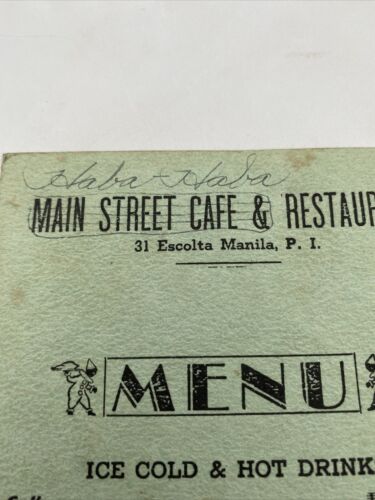 Haba-Haba
MAIN STREET CAFE & RESTAUR
31 Escolta Manila, P. I.
MENU
ICE COLD & HOT DRINK